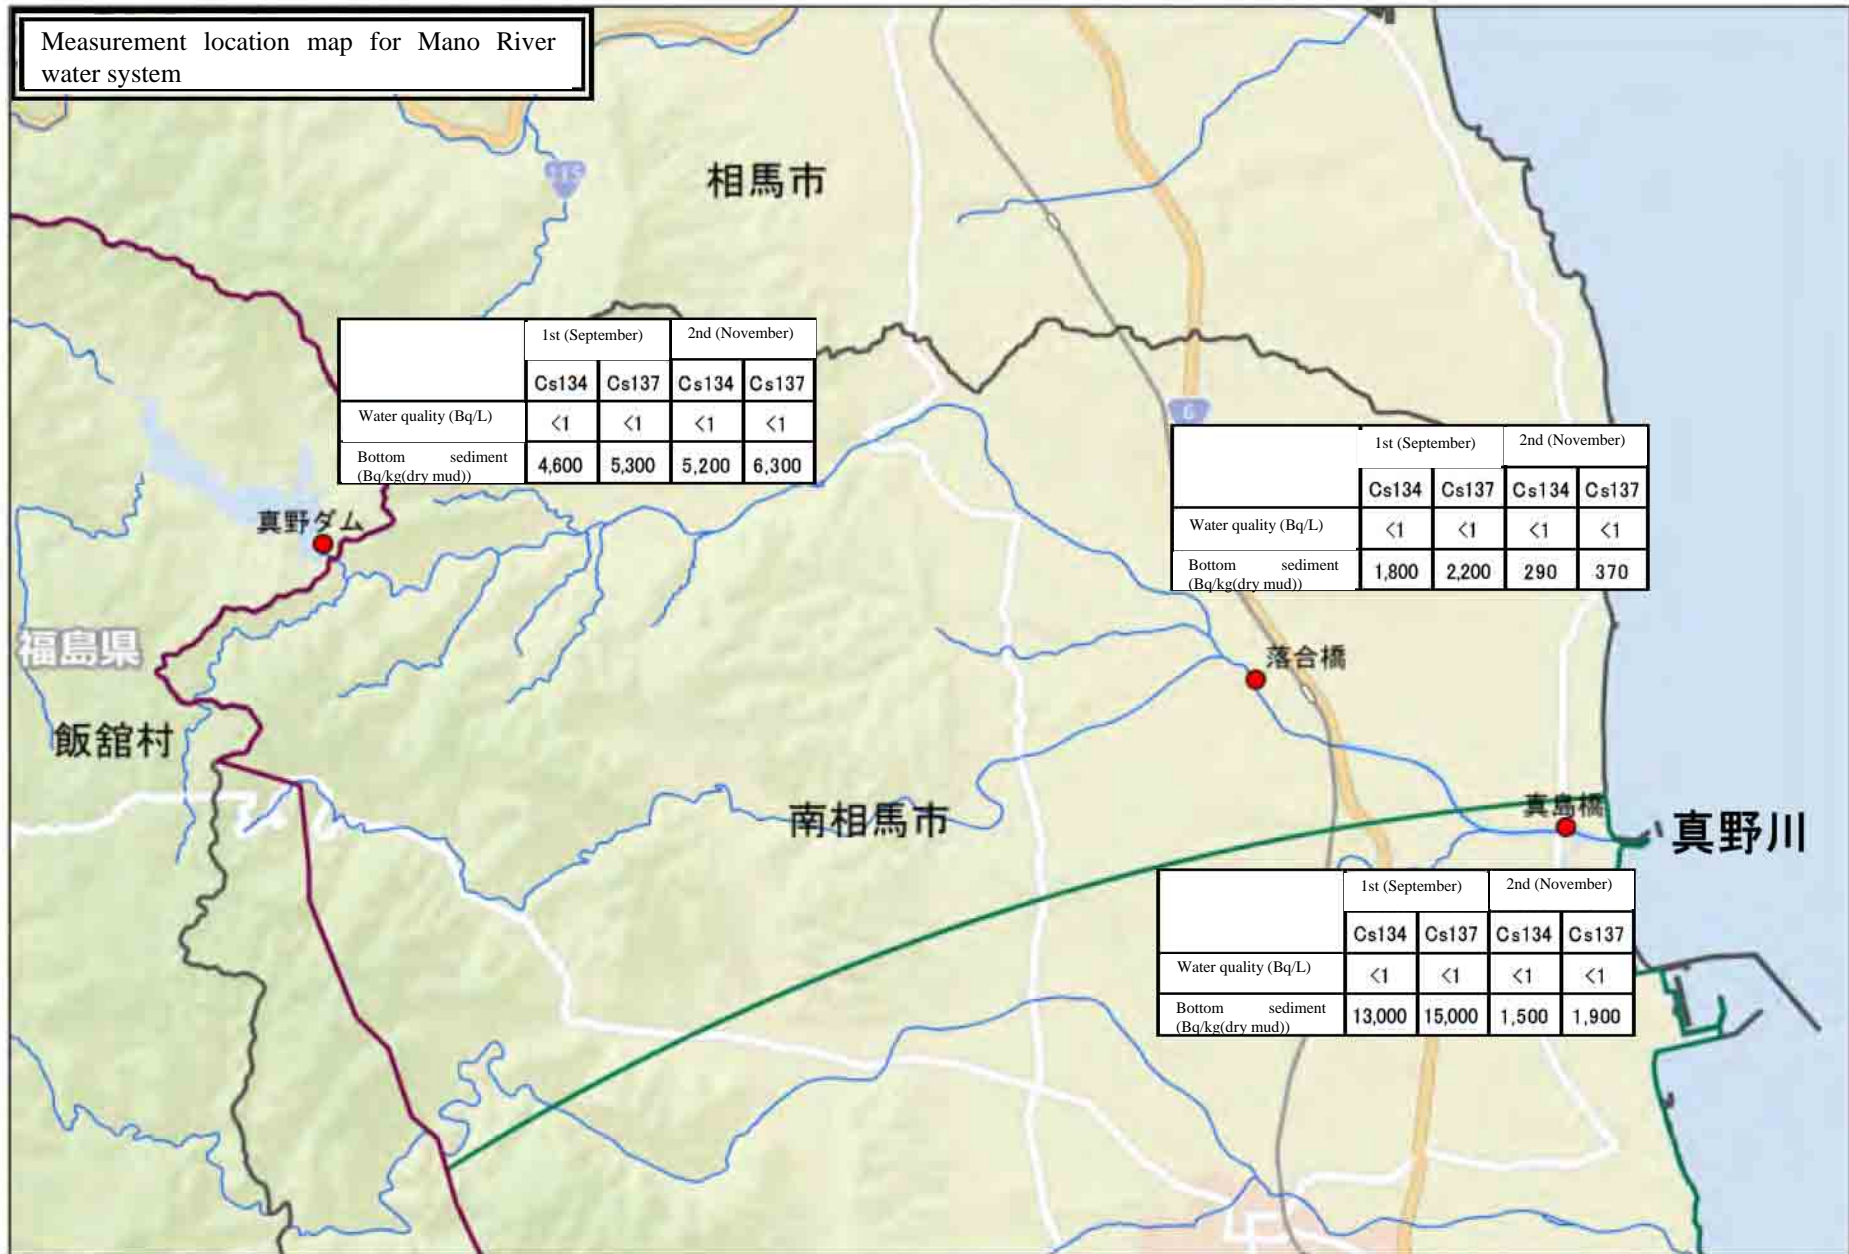 Measurement location map for Mano River
water system
115
相馬市
1st (September) 2nd (November)
Cs134 Cs137 Cs134 Cs137
Water quality (Bq/L) <1 <1 <1 <1
Bottom sediment
(Bq/kg(dry mud)) 4,600 5,300 5,200 6,300
6
1st (September) 2nd (November)
Cs134 Cs137 Cs134 Cs137
Water quality (Bq/L) <1 <1 <1 <1
Bottom sediment
(Bq/kg(dry mud)) 1,800 2,200 290 370
真野ダム
福島県
落合橋
飯舘村
南相馬市
真島橋
真野川
1st (September) 2nd (November)
Cs134 Cs137 Cs134 Cs137
Water quality (Bq/L) <1 <1 <1 <1
Bottom sediment
(Bq/kg(dry mud)) 13,000 15,000 1,500 1,900